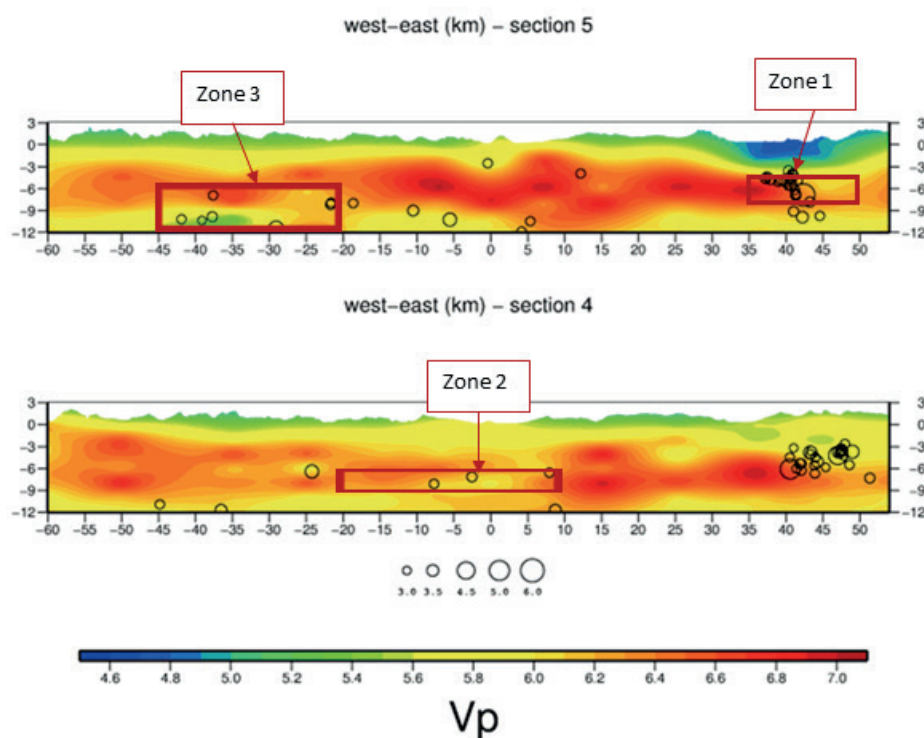 west-east (km) - section 5
Zone 3
Zone 1
3 3
0 0
-3 -3
-6 -6
-9 -9
-12 -12
-60 -55 -50 -45 -40 -35 -30 -25 -20 -15 -10 -5 0 5 10 15 20 25 30 35 40 45 50
west-east (km) - section 4
Zone 2
3 3
0 0
-3 -3
-6 -6
-9 -9
-12 -12
-60 -55 -50 -45 -40 -35 -30 -25 -20 -15 -10 -5 0 5 10 15 20 25 30 35 40 45 50
3.0 3.5 4.5 5.0 6.0
4.6 4.8 5.0 5.2 5.4 5.6 5.8 6.0 6.2 6.4 6.6 6.8 7.0
Vp